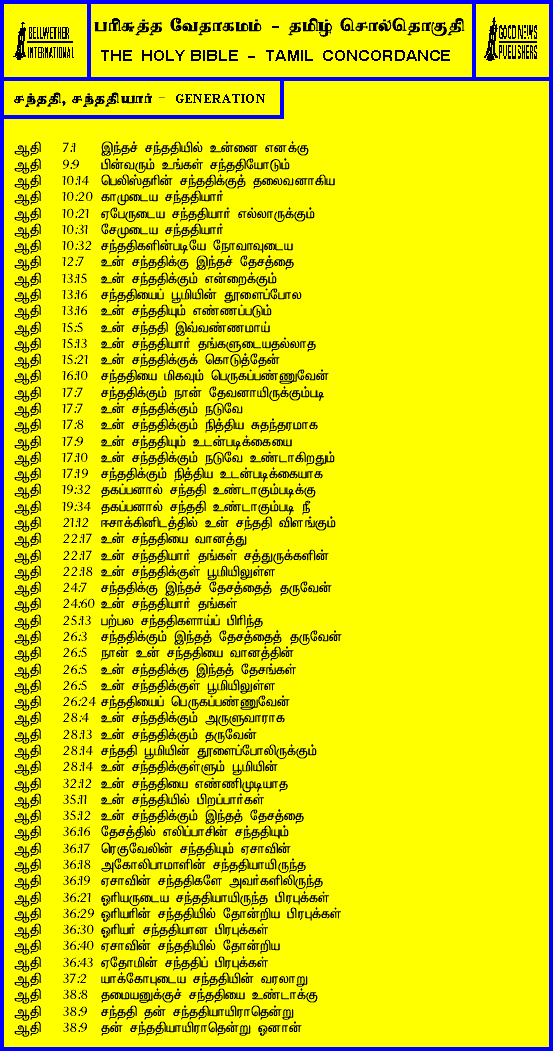 BELLWETHER
INTERNATIONAL
பரிசுத்த வேதாகமம் – தமிழ் சொல்தொகுதி
THE HOLY BIBLE – TAMIL CONCORDANCE
GOOD NEWS
PUBLISHERS
சந்ததி, சந்ததியார் – GENERATION
ஆதி 7:1 இந்தச் சந்ததியில் உன்னை எனக்கு
ஆதி 9:9 பின்வரும் உங்கள் சந்ததியோடும்
ஆதி 10:14 பெலிஸ்தரின் சந்ததிக்குத் தலைவனாகிய
ஆதி 10:20 காமுடைய சந்ததியார்
ஆதி 10:21 ஏபேருடைய சந்ததியார் எல்லாருக்கும்
ஆதி 10:31 சேமுடைய சந்ததியார்
ஆதி 10:32 சந்ததிகளின்படியே நோவாவுடைய
ஆதி 12:7 உன் சந்ததிக்கு இந்தச் தேசத்தை
ஆதி 13:15 உன் சந்ததிக்கும் என்றைக்கும்
ஆதி 13:16 சந்ததியைப் பூமியின் தூளைப்போல
ஆதி 13:16 உன் சந்ததியும் எண்ணப்படும்
ஆதி 15:5 உன் சந்ததி இவ்வண்ணமாய்
ஆதி 15:13 உன் சந்ததியார் தங்களுடையதல்லாத
ஆதி 15:21 உன் சந்ததிக்குக் கொடுத்தேன்
ஆதி 16:10 சந்ததியை மிகவும் பெருகப்பண்ணுவேன்
ஆதி 17:7 சந்ததிக்கும் நான் தேவனாயிருக்கும்படி
ஆதி 17:7 உன் சந்ததிக்கும் நடுவே
ஆதி 17:8 உன் சந்ததிக்கும் நித்திய சுதந்தரமாக
ஆதி 17:9 உன் சந்ததியும் உடன்படிக்கையை
ஆதி 17:10 உன் சந்ததிக்கும் நடுவே உண்டாகிறதும்
ஆதி 17:19 சந்ததிக்கும் நித்திய உடன்படிக்கையாக
ஆதி 19:32 தகப்பனால் சந்ததி உண்டாகும்படிக்கு
ஆதி 19:34 தகப்பனால் சந்ததி உண்டாகும்படி நீ
ஆதி 21:12 ஈசாக்கினிடத்தில் உன் சந்ததி விளங்கும்
ஆதி 22:17 உன் சந்ததியை வானத்து
ஆதி 22:17 உன் சந்ததியார் தங்கள் சத்துருக்களின்
ஆதி 22:18 உன் சந்ததிக்குள் பூமியிலுள்ள
ஆதி 24:7 சந்ததிக்கு இந்தச் தேசத்தைத் தருவேன்
ஆதி 24:60 உன் சந்ததியார் தங்கள்
ஆதி 25:13 பற்பல சந்ததிகளாய்ப் பிரிந்த
ஆதி 26:3 சந்ததிக்கும் இந்தத் தேசத்தைத் தருவேன்
ஆதி 26:5 நான் உன் சந்ததியை வானத்தின்
ஆதி 26:5 உன் சந்ததிக்கு இந்தத் தேசங்கள்
ஆதி 26:5 உன் சந்ததிக்குள் பூமியிலுள்ள
ஆதி 26:24 சந்ததியைப் பெருகப்பண்ணுவேன்
ஆதி 28:4 உன் சந்ததிக்கும் அருளுவாராக
ஆதி 28:13 உன் சந்ததிக்கும் தருவேன்
ஆதி 28:14 சந்ததி பூமியின் தூளைப்போலிருக்கும்
ஆதி 28:14 உன் சந்ததிக்குள்ளும் பூமியின்
ஆதி 32:12 உன் சந்ததியை எண்ணிமுடியாத
ஆதி 35:11 உன் சந்ததியில் பிறப்பார்கள்
ஆதி 35:12 உன் சந்ததிக்கும் இந்தத் தேசத்தை
ஆதி 36:16 தேசத்தில் எலிப்பாசின் சந்ததியும்
ஆதி 36:17 ரெகுவேலின் சந்ததியும் ஏசாவின்
ஆதி 36:18 அகோலிபாமாளின் சந்ததியாயிருந்த
ஆதி 36:19 ஏசாவின் சந்ததிகளே அவர்களிலிருந்த
ஆதி 36:21 ஓரியருடைய சந்ததியாயிருந்த பிரபுக்கள்
ஆதி 36:29 ஓரியரின் சந்ததியில் தோன்றிய பிரபுக்கள்
ஆதி 36:30 ஓரியர் சந்ததியான பிரபுக்கள்
ஆதி 36:40 ஏசாவின் சந்ததியில் தோன்றிய
ஆதி 36:43 ஏதோமின் சந்ததிப் பிரபுக்கள்
ஆதி 37:2 யாக்கோபுடைய சந்ததியின் வரலாறு
ஆதி 38:8 தமையனுக்குச் சந்ததியை உண்டாக்கு
ஆதி 38:9 சந்ததி தன் சந்ததியாயிராதென்று
ஆதி 38:9 தன் சந்ததியாயிராதென்று ஓனான்